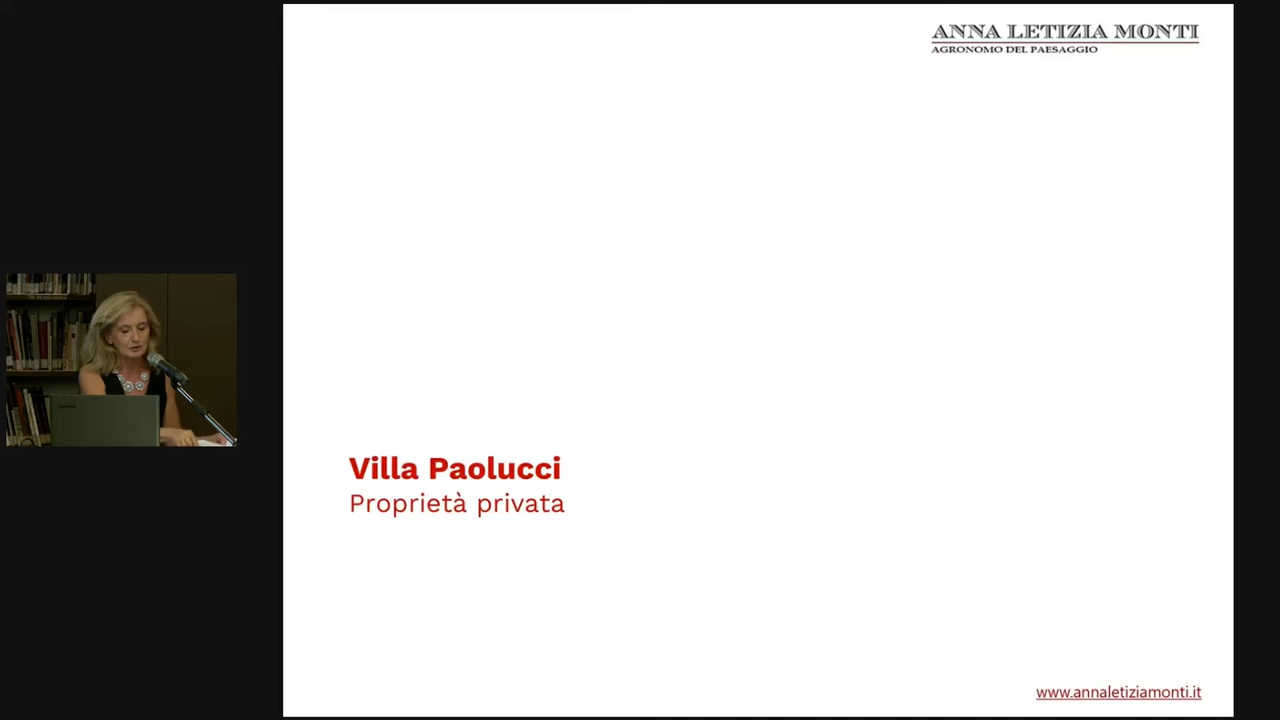 ANNA LETIZIA MONTI
AGRONOMO DEL PAESAGGIO
Villa Paolucci
Proprietà privata
www.annaletiziamonti.it